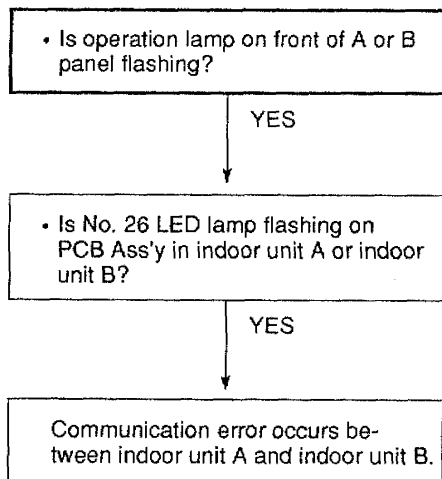 • Is operation lamp on front of A or B
panel flashing?
YES
• Is No. 26 LED lamp flashing on
PCB Ass'y in indoor unit A or indoor
unit B?
YES
Communication error occurs be-
tween indoor unit A and indoor unit B.